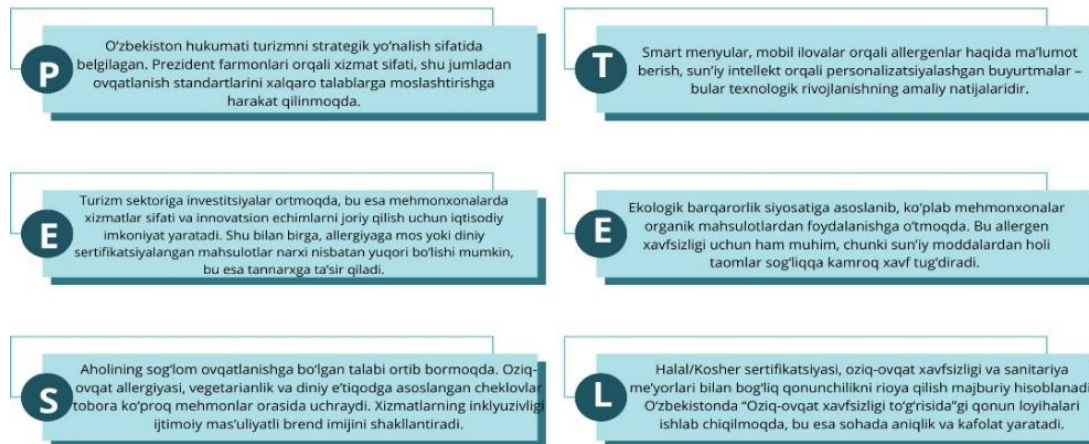 P
O'zbekiston hukumati turizmni strategik yo'nalish sifatida
belgilagan. Prezident farmonlari orqali xizmat sifati, shu jumladan
ovqatlanish standartlarini xalqaro talablarga moslashtirishga
harakat qilinmoqda.
E
Turizm sektoriga investitsiyalar ortmoqda, bu esa mehmonxonalarda
xizmatlar sifati va innovatsion echimlarni joriy qilish uchun iqtisodiy
imkoniyat yaratadi. Shu bilan birga, allergiyaga mos yoki diniy
sertifikatsiyalangan mahsulotlar narxi nisbatan yuqori bo'lishi mumkin,
bu esa tannarxga ta'sir qiladi.
S
Aholining sog'lom ovqatlanishga bo'lgan talabi ortib bormoqda. Oziq-
ovqat allergiyasi, vegetarianlik va diniy e'tiqodga asoslangan cheklovlar
tobora ko'proq mehmonlar orasida uchraydi. Xizmatlarning inklyuzivligi
ijtimoiy mas'uliyatli brend imijini shakllantiradi.
T
Smart menyular, mobil ilovalar orqali allergenlar haqida ma'lumot
berish, sun'iy intellekt orqali personalizatsiyalashgan buyurtmalar –
bular texnologik rivojlanishning amaliy natijalaridir.
E
Ekologik barqarorlik siyosatiga asoslanib, ko'plab mehmonxonalar
organik mahsulotlardan foydalanishga o'tmoqda. Bu allergen
xavfsizligi uchun ham muhim, chunki sun'iy moddalardan holi
taomlar sog'liqqa kamroq xavf tug'diradi.
L
Halal/Kosher sertifikatsiyasi, oziq-ovqat xavfsizligi va sanitariya
me'yorlari bilan bog'liq qonunchilikni rioya qilish majburiy hisoblanadi
O'zbekistonda "Oziq-ovqat xavfsizligi to'g'risida"gi qonun loyihalari
ishlab chiqilmoqda, bu esa sohada aniqlik va kafolat yaratadi.